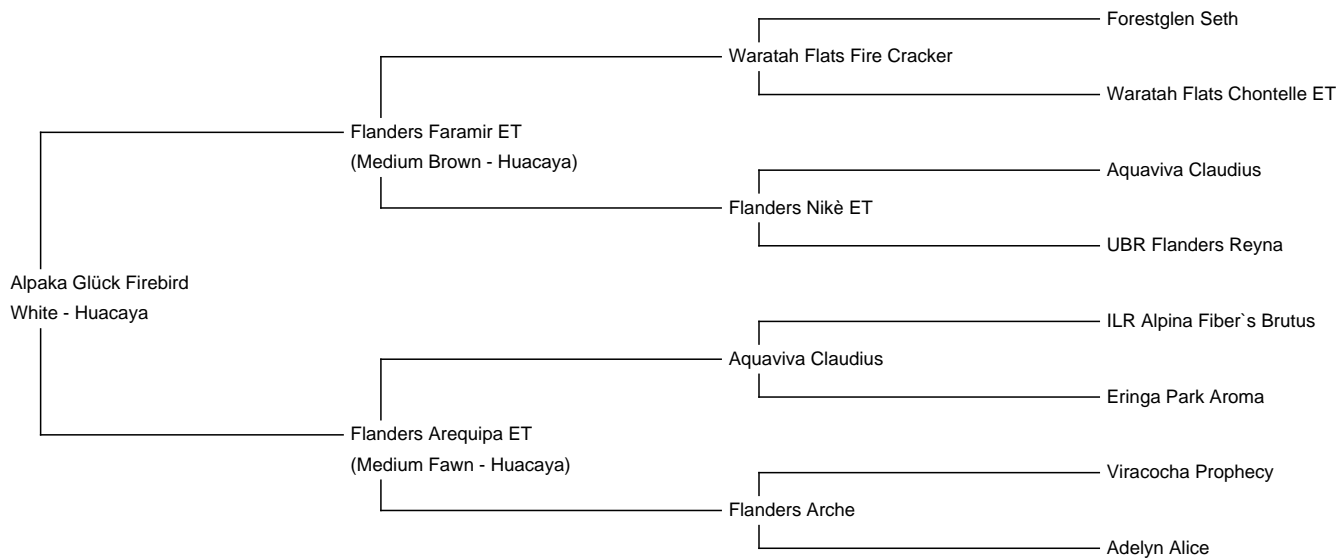 Forestglen Seth
Waratah Flats Fire Cracker
Waratah Flats Chontelle ET
Flanders Faramir ET
(Medium Brown - Huacaya)
Aquaviva Claudius
Flanders Nikè ET
UBR Flanders Reyna
Alpaka Glück Firebird
White - Huacaya
ILR Alpina Fiber`s Brutus
Aquaviva Claudius
Eringa Park Aroma
Flanders Arequipa ET
(Medium Fawn - Huacaya)
Viracocha Prophecy
Flanders Arche
Adelyn Alice